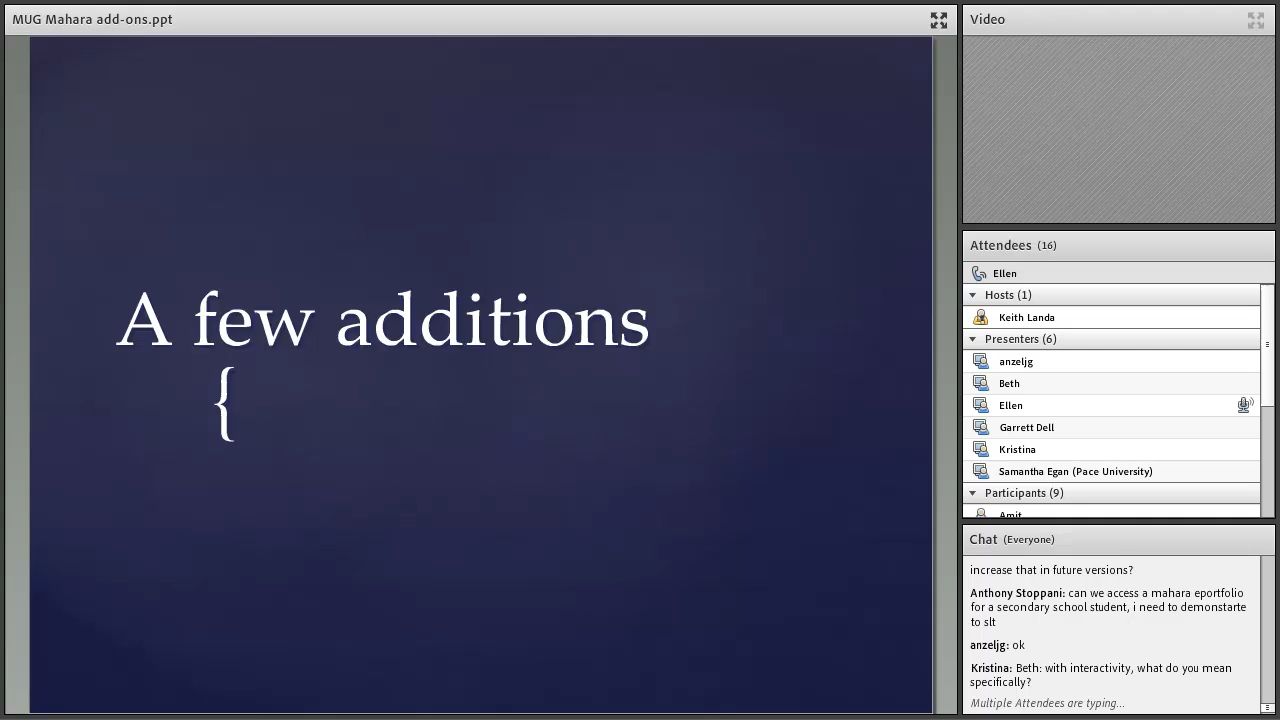 MUG Mahara add-ons.ppt
A few additions
{
Video
Attendees (16)
Ellen
Hosts (1)
Keith Landa
Presenters (6)
anzeljg
Beth
Ellen
Garrett Dell
Kristina
Samantha Egan (Pace University)
Participants (9)
Amit
Chat (Everyone)
increase that in future versions?
Anthony Stoppani: can we access a mahara eportfolio
for a secondary school student, i need to demonstarte
to slt
anzeljg: ok
Kristina: Beth: with interactivity, what do you mean
specifically?
Multiple Attendees are typing...